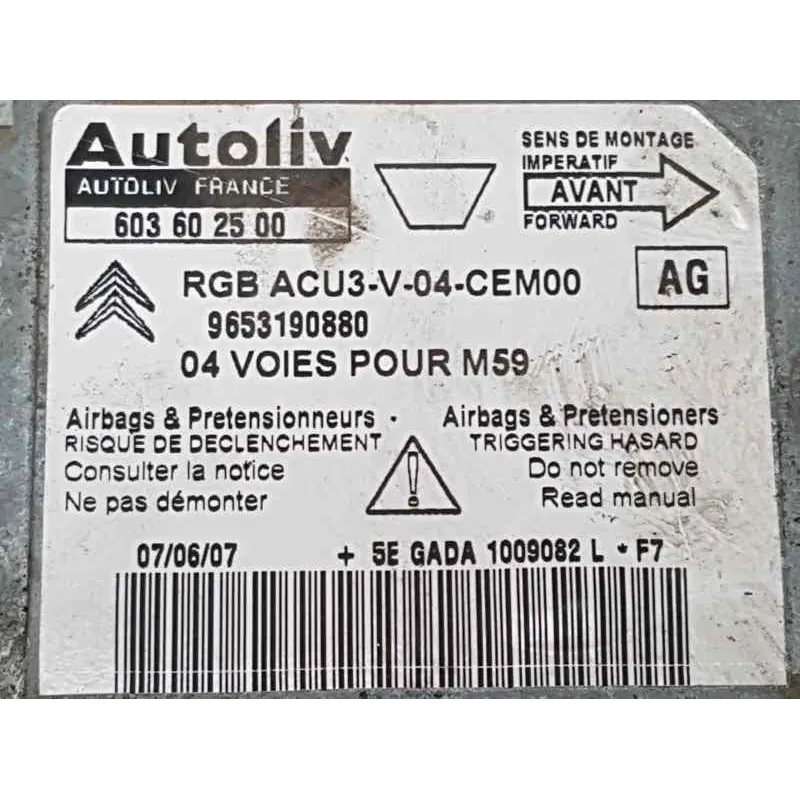 Autoliv
AUTOLIV FRANCE
603 60 25 00
SENS DE MONTAGE
IMPERATIF
AVANT
FORWARD
RGB ACU3-V-04-CEM00
AG
9653190880
04 VOIES POUR M59
Airbags & Pretensionneurs · Airbags & Pretensioners
RISQUE DE DECLENCHEMENT TRIGGERING HASARD
Consulter la notice Do not remove
Ne pas démonter Read manual
07/06/07 + 5E GADA 1009082 L * F7